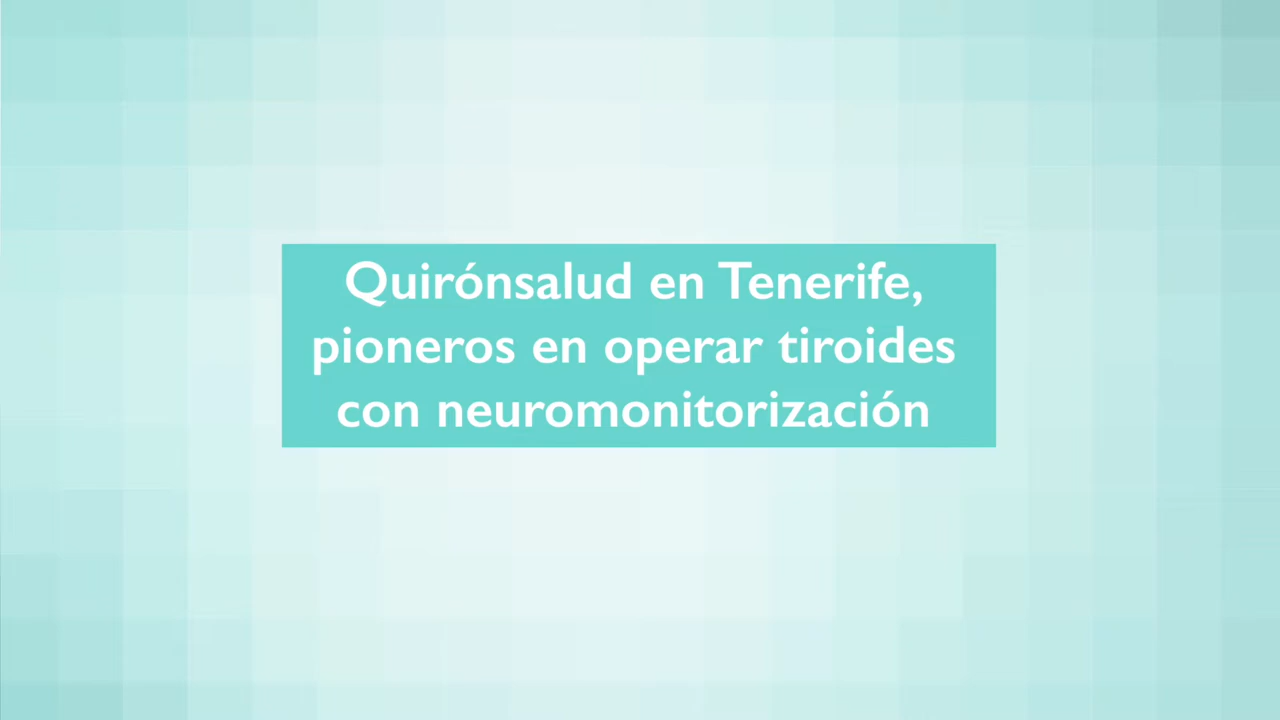 Quirónsalud en Tenerife,
pioneros en operar tiroides
con neuromonitorización